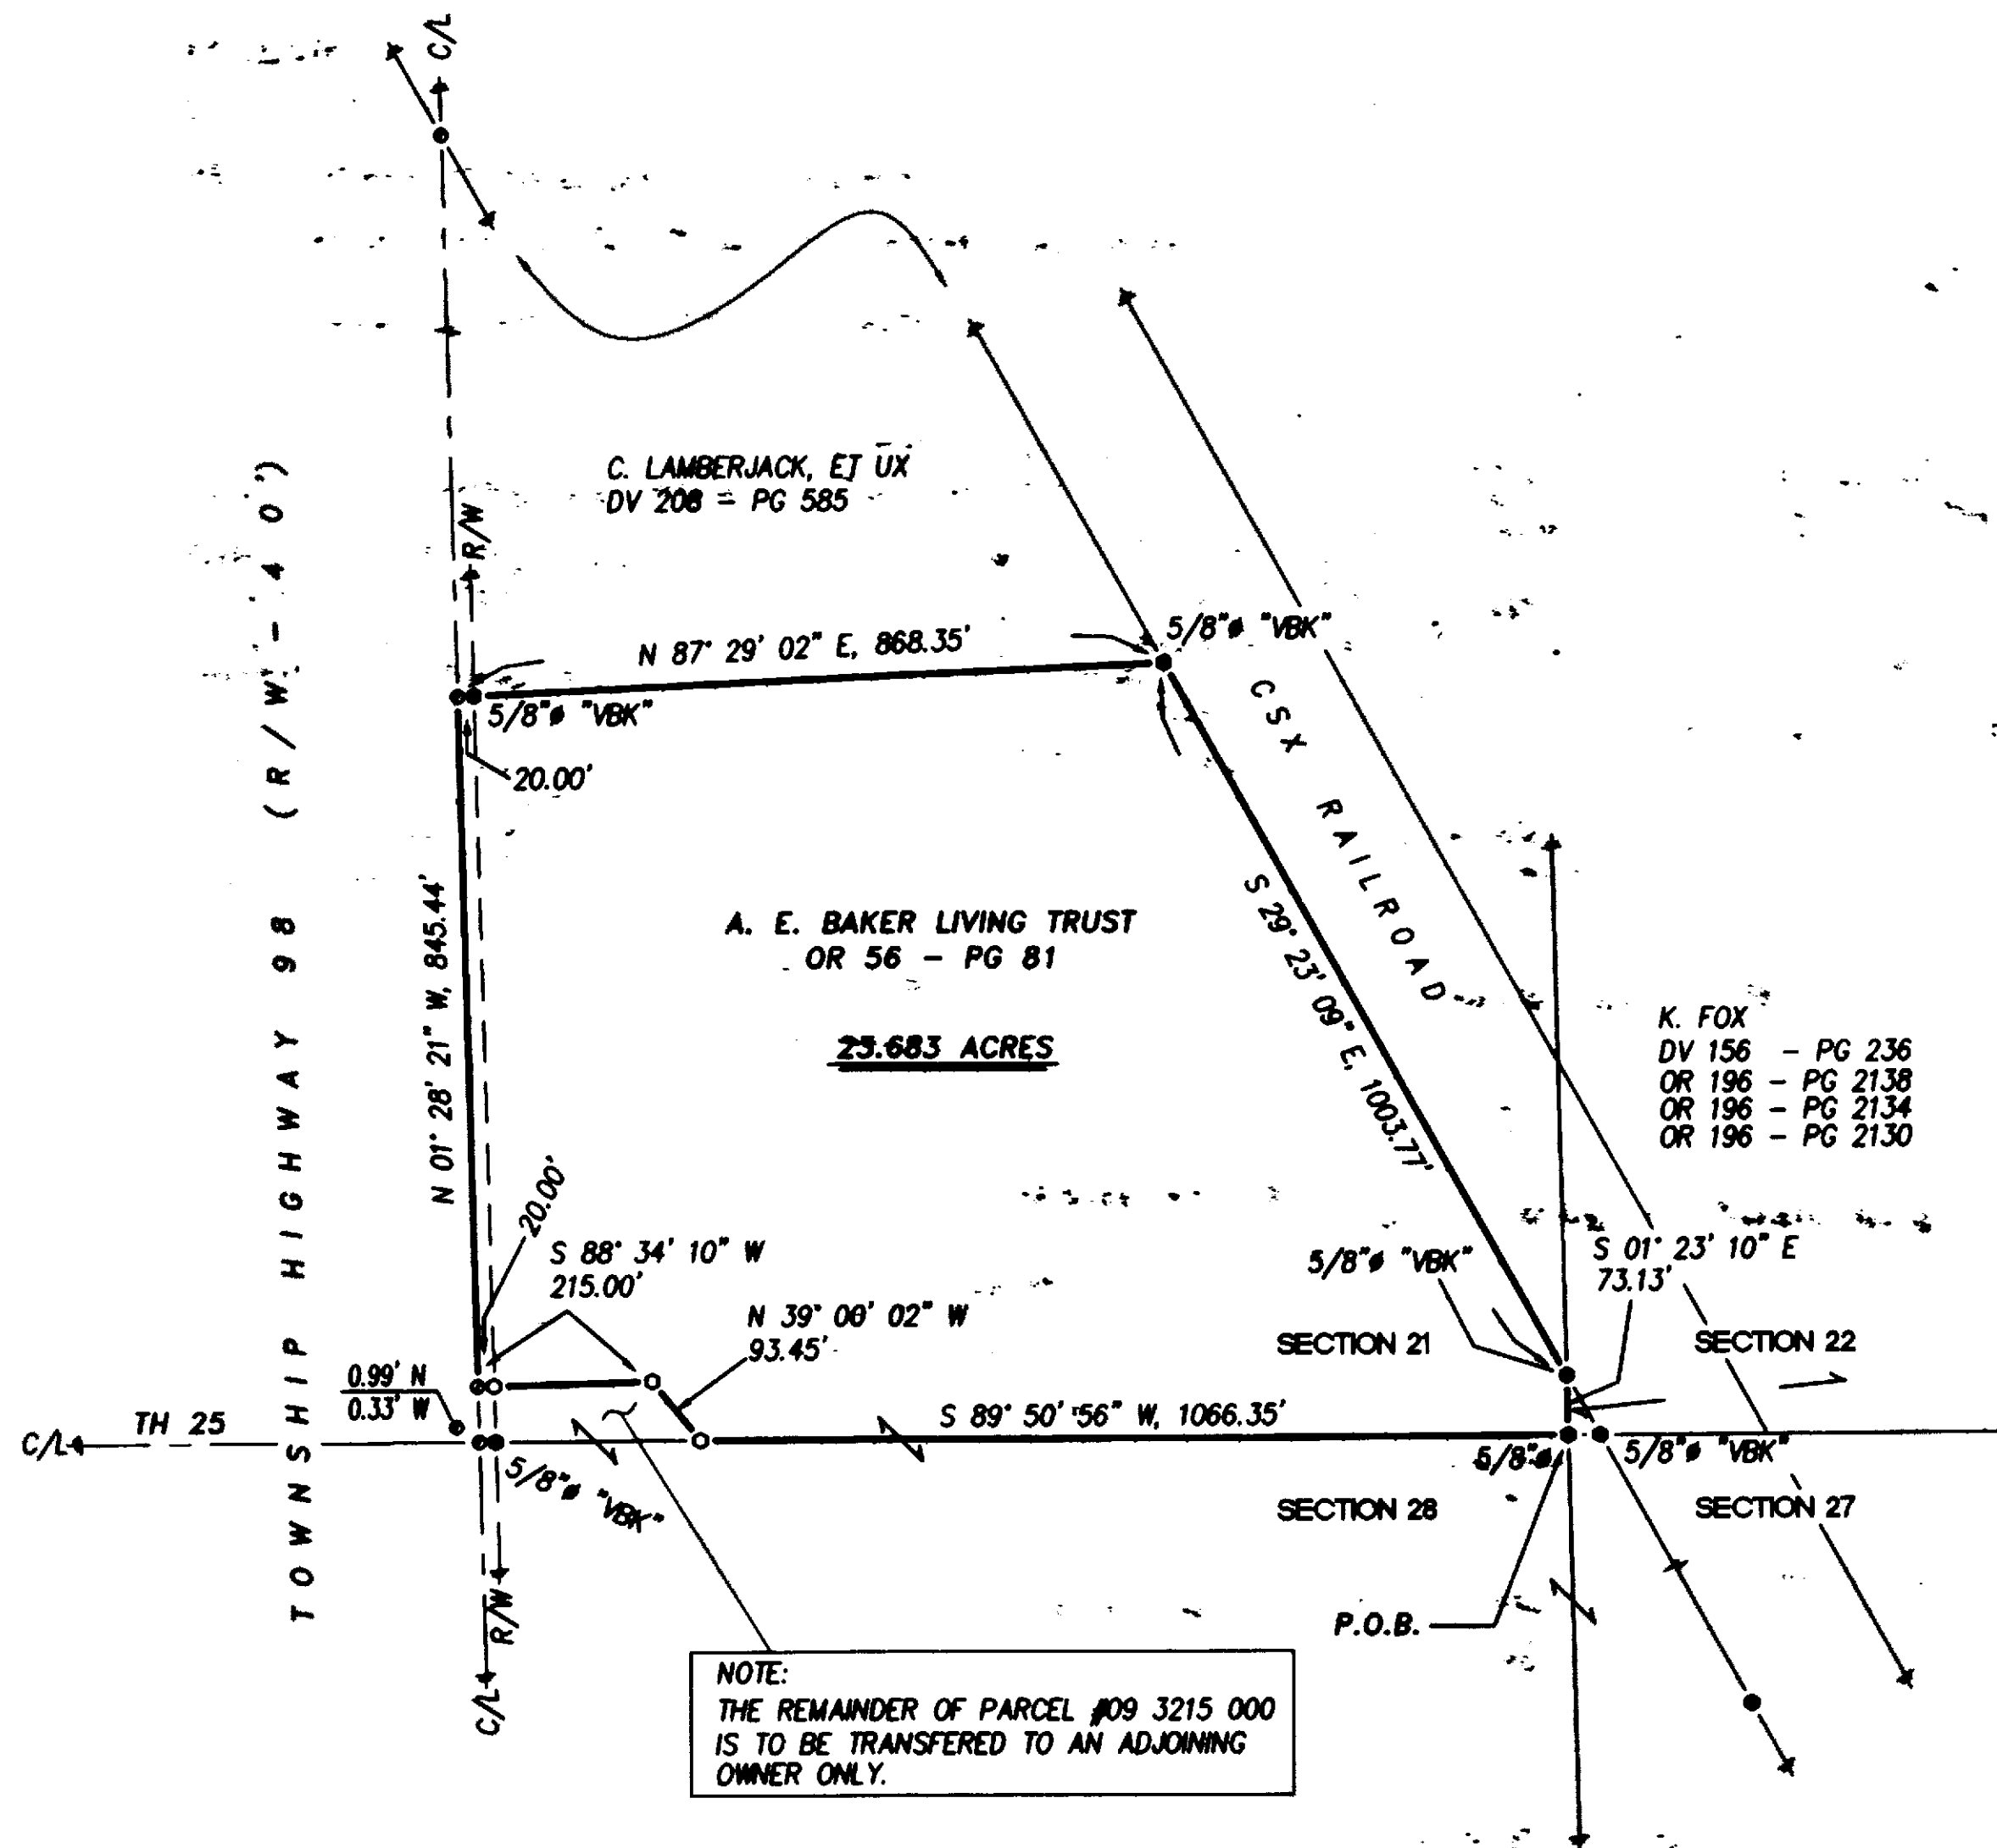 C/L
C. LAMBERJACK, ET UX
DV 208 = PG 585
R/W
TOWNSHIP HIGHWAY 98 (R/W - 40')
N 87° 29' 02" E, 868.35'
5/8"ø "VBK"
5/8"ø "VBK"
20.00'
CSX RAILROAD
N 01° 28' 21" W, 845.44'
A. E. BAKER LIVING TRUST
OR 56 - PG 81
ACRES
S 29° 23' 09" E, 1003.77'
K. FOX
DV 156 - PG 236
OR 196 - PG 2138
OR 196 - PG 2134
OR 196 - PG 2130
20.00'
S 88° 34' 10" W
215.00'
N 39° 02" W
93.45'
5/8"ø "VBK"
S 01° 23' 10" E
73.13'
SECTION 21
SECTION 22
0.99' N
0.33' W
C/L
TH 25
S 89° 50' 56" W, 1066.35'
5/8"ø "VBK"
5/8"ø
5/8"ø "VBK"
SECTION 28
SECTION 27
R/W
C/L
P.O.B.
NOTE:
THE REMAINDER OF PARCEL #09 3215 000
IS TO BE TRANSFERED TO AN ADJOINING
OWNER ONLY.